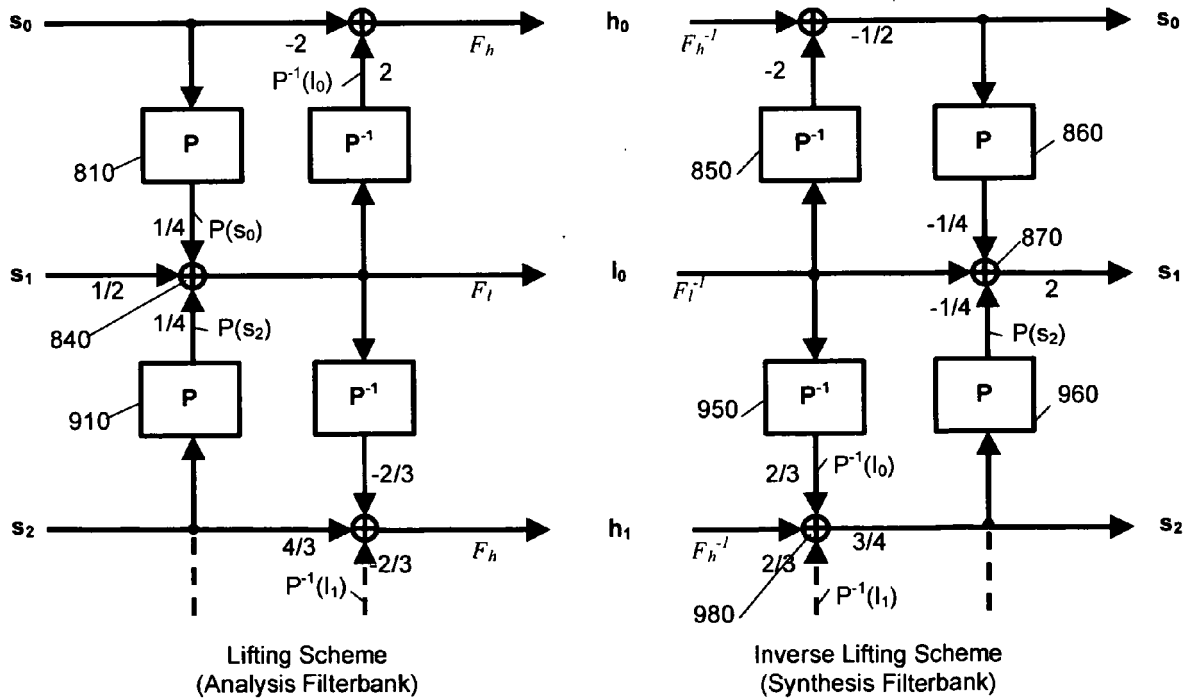 s0 -2 Fh
P-1(l0) 2
P P-1
810
1/4 P(s0)
s1 1/2 Fl
840 1/4 P(s2)
P P-1
910
-2/3
s2 4/3 -2/3 Fh
P-1(l1)
Lifting Scheme
(Analysis Filterbank)
h0 Fh-1 -1/2 s0
-2
P-1 P
850 860
-1/4 870
l0 Fl-1 -1/4 2 s1
P(s2)
P-1 P
950 960
2/3 P-1(l0)
h1 Fh-1 2/3 3/4 s2
980 P-1(l1)
Inverse Lifting Scheme
(Synthesis Filterbank)